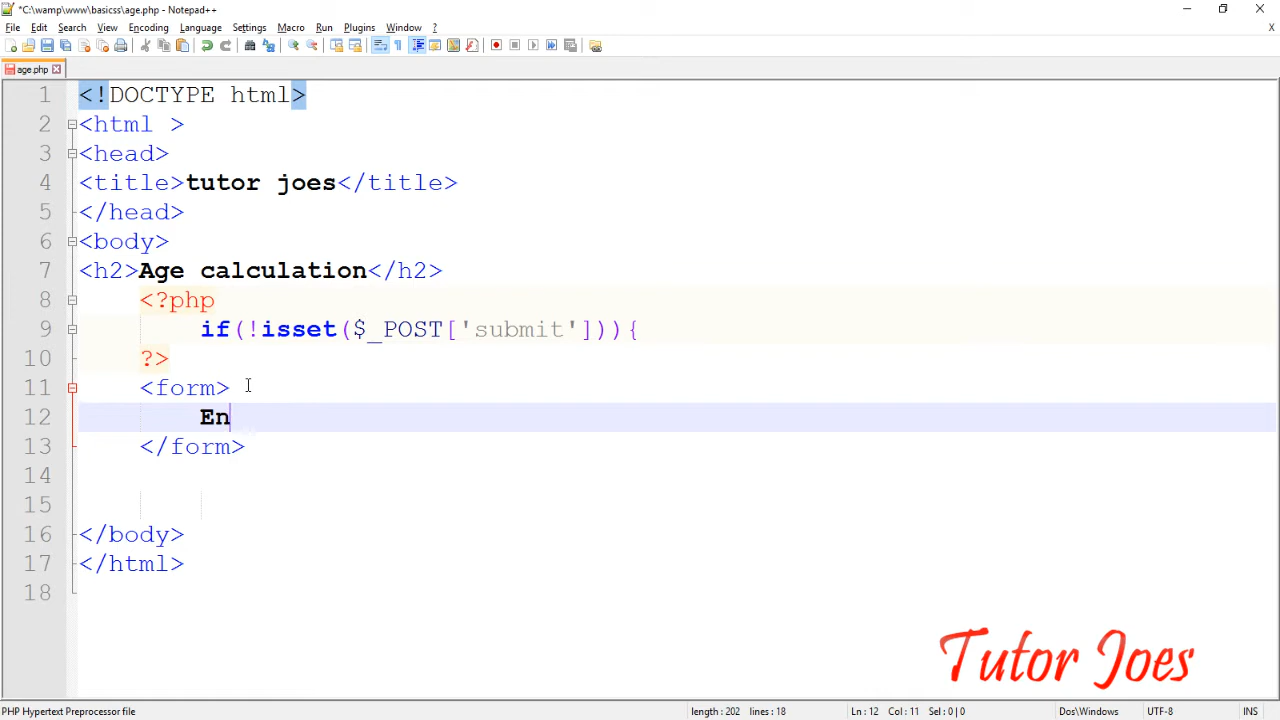 *C:\wamp\www\basicss\age.php - Notepad++
File Edit Search View Encoding Language Settings Macro Run Plugins Window ?
X
age.php
1 <!DOCTYPE html>
2 <html >
3 <head>
4 <title>tutor joes</title>
5 </head>
6 <body>
7 <h2>Age calculation</h2>
8 <?php
9 if(!isset($_POST['submit'])){
10 ?>
11 <form>
12 En
13 </form>
14
15
16 </body>
17 </html>
18
Tutor Joes
PHP Hypertext Preprocessor file length : 202 lines : 18 Ln : 12 Col : 11 Sel : 0 | 0 Dos\Windows UTF-8 INS